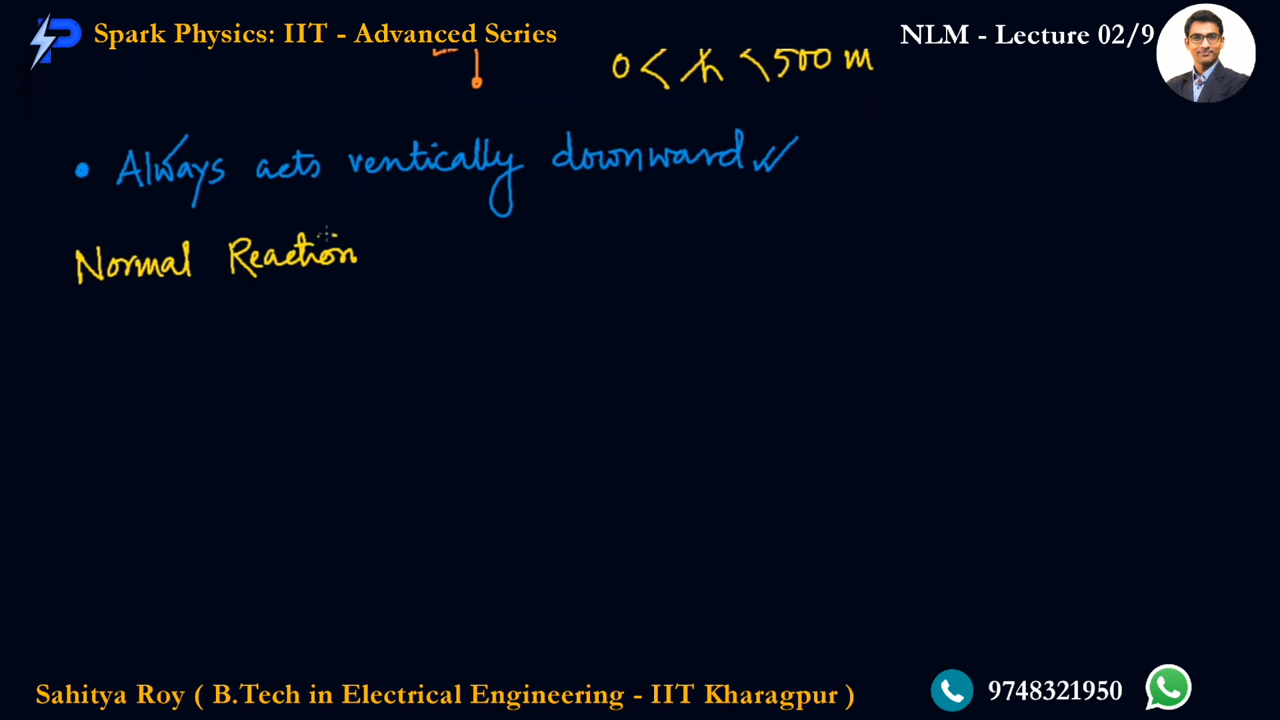 Spark Physics: IIT - Advanced Series
NLM - Lecture 02/9
0 < h < 500 m
• Always acts vertically downward
Normal Reaction
Sahitya Roy ( B.Tech in Electrical Engineering - IIT Kharagpur )
9748321950